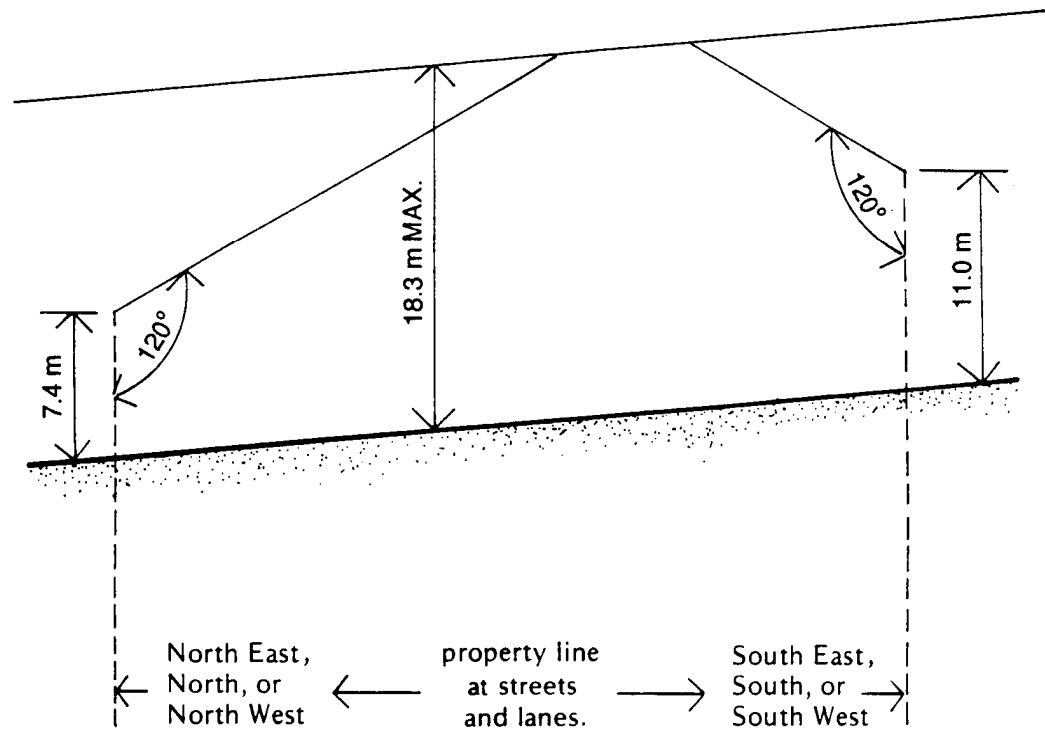 18.3 m MAX.
120°
11.0 m
120°
7.4 m
North East,
North, or
North West
property line
at streets
and lanes.
South East,
South, or
South West